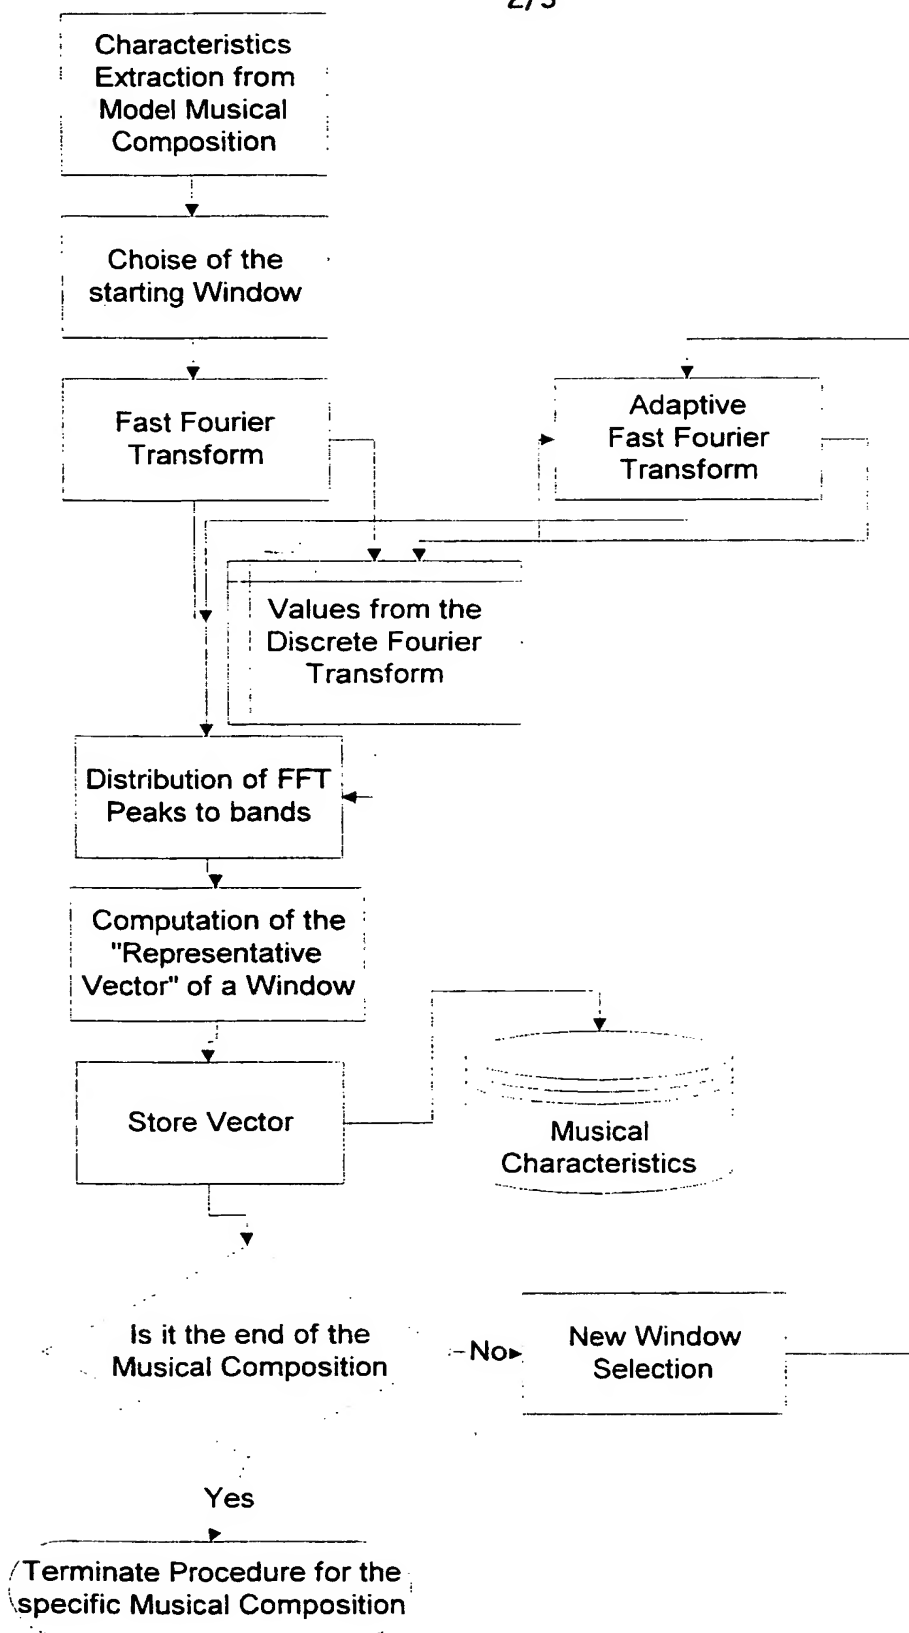 2/3
Characteristics
Extraction from
Model Musical
Composition
Choise of the
starting Window
Fast Fourier
Transform
Adaptive
Fast Fourier
Transform
Values from the
Discrete Fourier
Transform
Distribution of FFT
Peaks to bands
Computation of the
"Representative
Vector" of a Window
Store Vector
Musical
Characteristics
Is it the end of the
Musical Composition
No
New Window
Selection
Yes
Terminate Procedure for the
specific Musical Composition